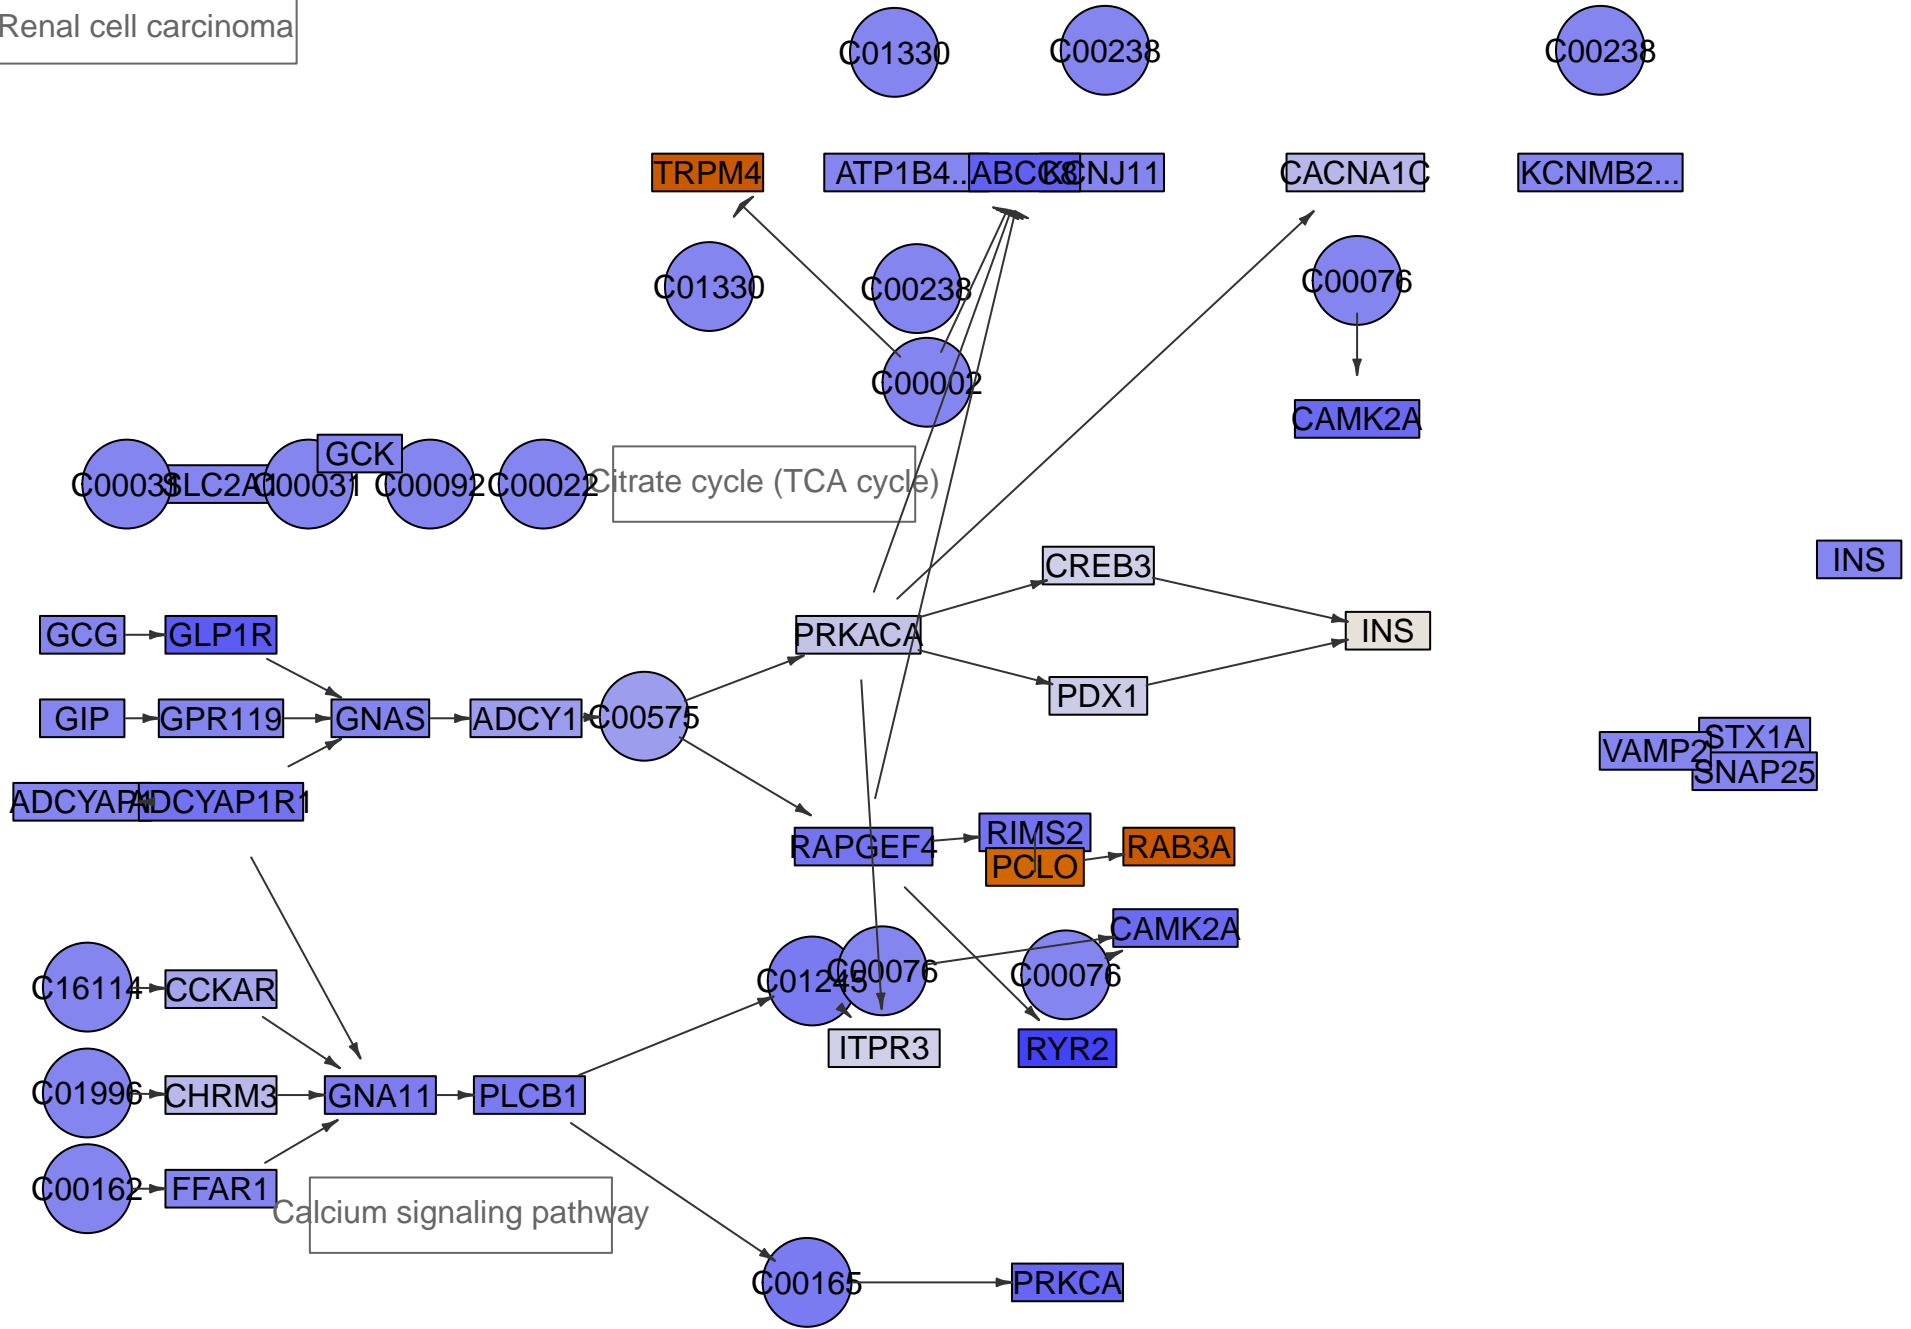 Renal cell carcinoma
C01330
C00238
C00238
TRPM4
ATP1B4...
ABCC8
KCNJ11
CACNA1C
KCNMB2...
C01330
C00238
C00076
C00002
CAMK2A
GCK
C00031
SLC2A1
C00031
C00092
C00022
Citrate cycle (TCA cycle)
CREB3
INS
GCG
GLP1R
PRKACA
INS
PDX1
GIP
GPR119
GNAS
ADCY1
C00575
STX1A
VAMP2
SNAP25
ADCYAP1
ADCYAP1R1
RIMS2
RAPGEF4
RAB3A
PCLO
CAMK2A
C16114
CCKAR
C01245
C00076
C00076
ITPR3
RYR2
C01996
CHRM3
GNA11
PLCB1
C00162
FFAR1
Calcium signaling pathway
C00165
PRKCA